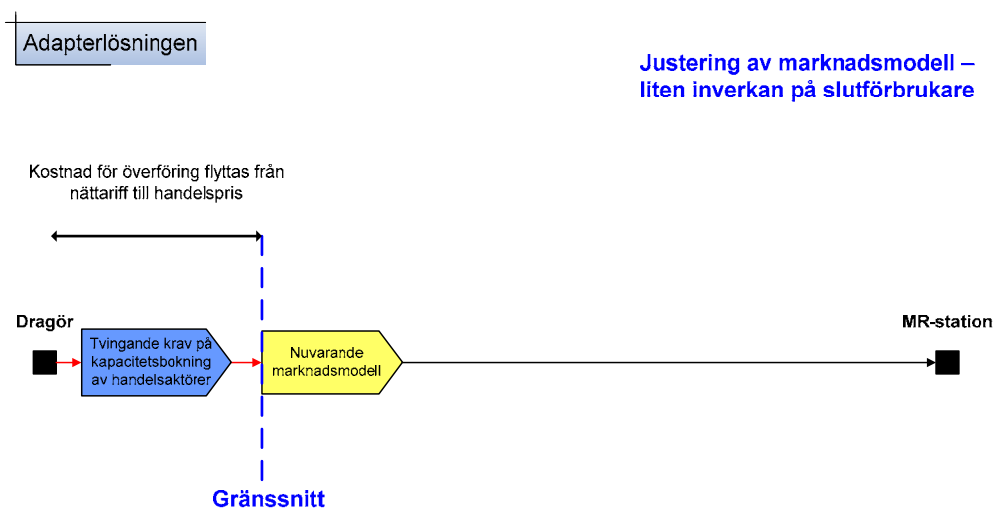 Adapterlösningen
Justering av marknadsmodell –
liten inverkan på slutförbrukare
Kostnad för överföring flyttas från
nättariff till handelspris
Dragör
MR-station
Tvingande krav på
kapacitetsbokning
av handelsaktörer
Nuvarande
marknadsmodell
Gränssnitt